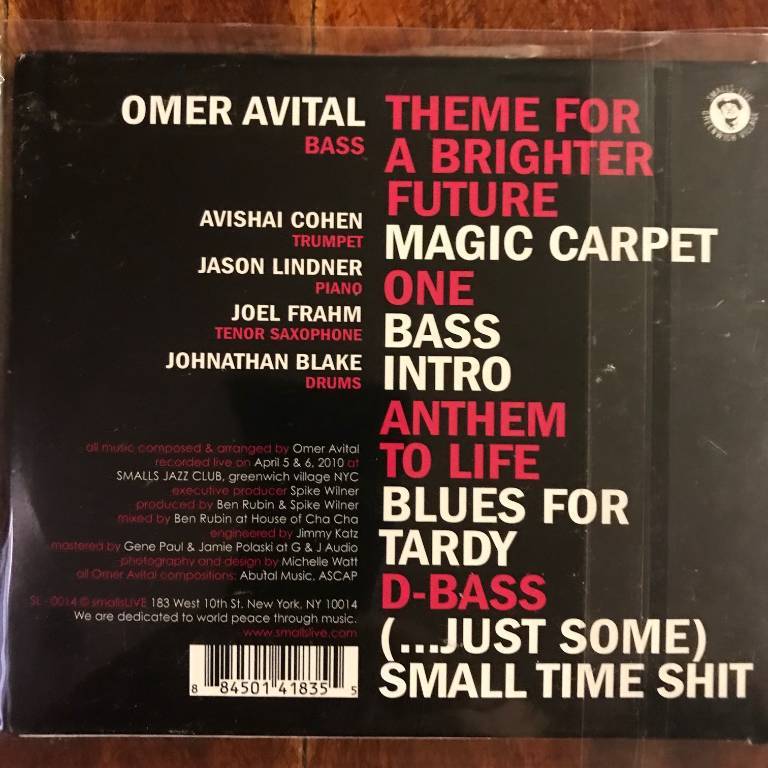 OMER AVITAL
BASS
AVISHAI COHEN
TRUMPET
JASON LINDNER
PIANO
JOEL FRAHM
TENOR SAXOPHONE
JOHNATHAN BLAKE
DRUMS
all music composed & arranged by Omer Avital
recorded live on April 5 & 6, 2010 at
SMALLS JAZZ CLUB, greenwich village NYC
executive producer Spike Wilner
produced by Ben Rubin & Spike Wilner
mixed by Ben Rubin at House of Cha Cha
engineered by Jimmy Katz
mastered by Gene Paul & Jamie Polaski at G & J Audio
photography and design by Michelle Watt
all Omer Avital compositions: Abutal Music, ASCAP
SL - 0014 © smallsLIVE 183 West 10th St. New York, NY 10014
We are dedicated to world peace through music.
www.smallslive.com
8 84501 41835 5
THEME FOR
A BRIGHTER
FUTURE
MAGIC CARPET
ONE
BASS
INTRO
ANTHEM
TO LIFE
BLUES FOR
TARDY
D-BASS
(...JUST SOME)
SMALL TIME SHIT
SMALLS LIVE
GREENWICH VILLAGE